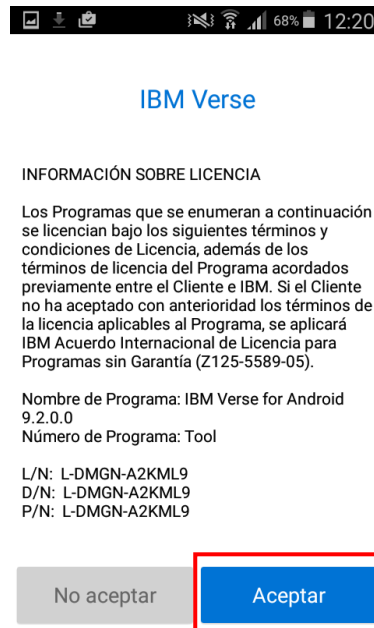 68% 12:20
IBM Verse
INFORMACIÓN SOBRE LICENCIA
Los Programas que se enumeran a continuación
se licencian bajo los siguientes términos y
condiciones de Licencia, además de los
términos de licencia del Programa acordados
previamente entre el Cliente e IBM. Si el Cliente
no ha aceptado con anterioridad los términos de
la licencia aplicables al Programa, se aplicará
IBM Acuerdo Internacional de Licencia para
Programas sin Garantía (Z125-5589-05).
Nombre de Programa: IBM Verse for Android
9.2.0.0
Número de Programa: Tool
L/N: L-DMGN-A2KML9
D/N: L-DMGN-A2KML9
P/N: L-DMGN-A2KML9
No aceptar Aceptar